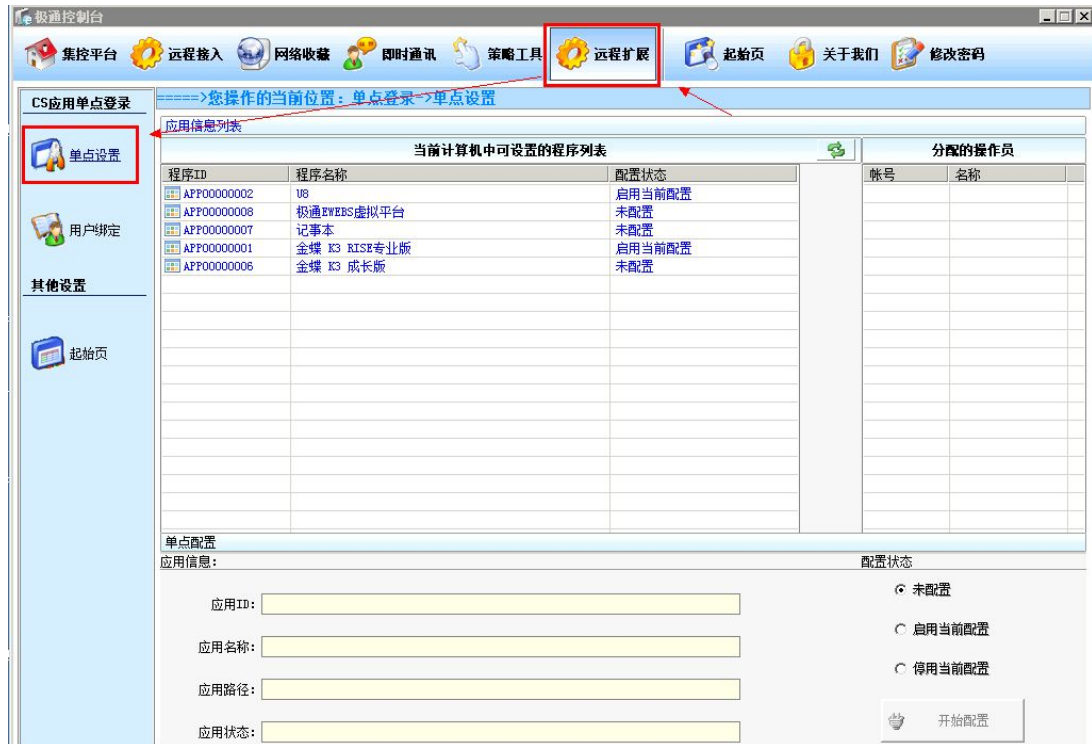 极通控制台
集控平台 远程接入 网络收藏 即时通讯 策略工具 远程扩展 起始页 关于我们 修改密码
CS应用单点登录
=====>您操作的当前位置：单点登录=>单点设置
应用信息列表
单点设置
当前计算机中可设置的程序列表
分配的操作员
程序ID 程序名称 配置状态 帐号 名称
APP00000002 U8 启用当前配置
APP00000008 极通EWEBS虚拟平台 未配置
用户绑定
APP00000007 记事本 未配置
APP00000001 金蝶 K3 RISE专业版 启用当前配置
APP00000006 金蝶 K3 成长版 未配置
其他设置
起始页
单点配置
应用信息： 配置状态
未配置
应用ID：
启用当前配置
应用名称：
停用当前配置
应用路径：
开始配置
应用状态：